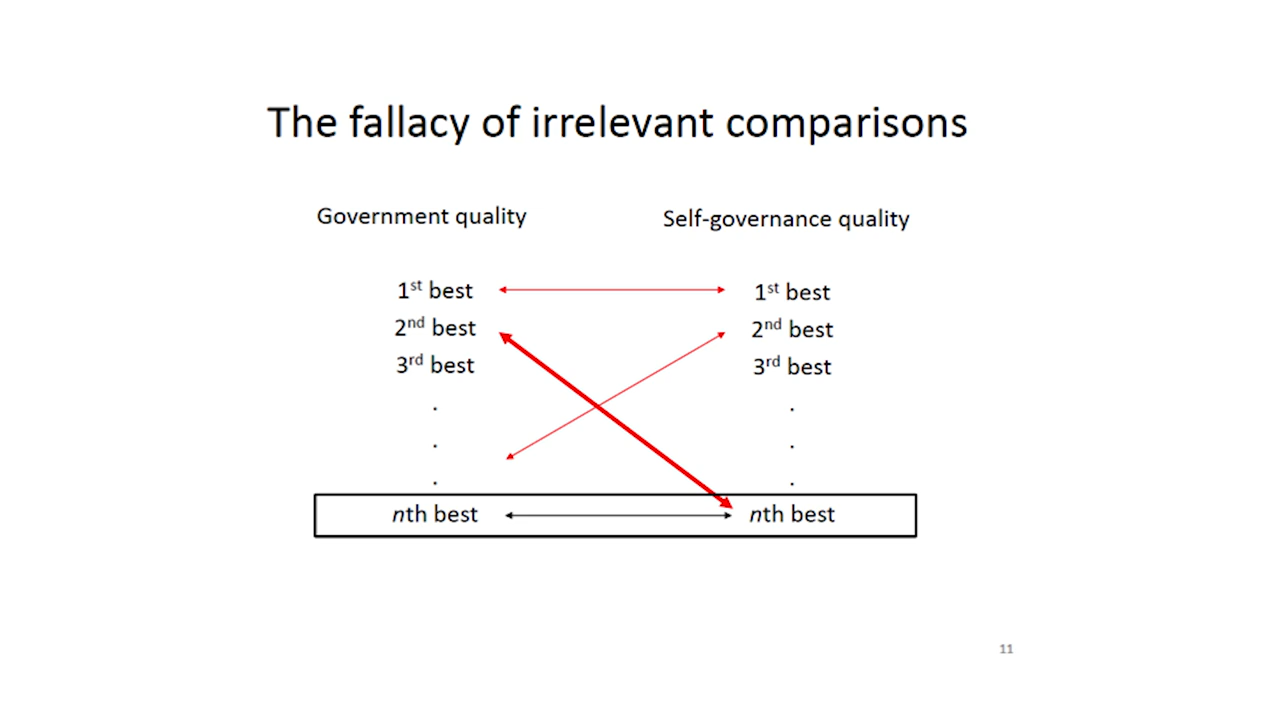 The fallacy of irrelevant comparisons
Government quality
Self-governance quality
1st best
1st best
2nd best
2nd best
3rd best
3rd best
.
.
.
.
.
.
nth best
nth best
11